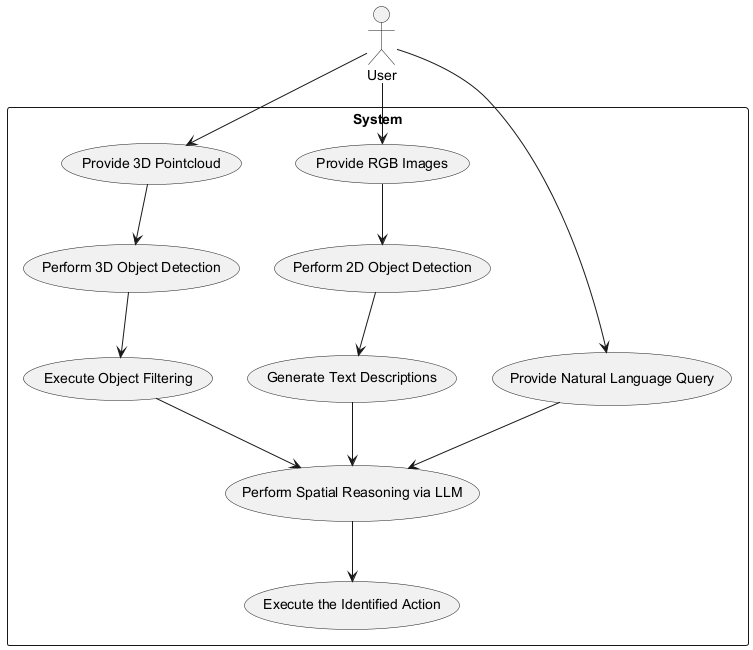 User
System
Provide 3D Pointcloud
Provide RGB Images
Perform 3D Object Detection
Perform 2D Object Detection
Execute Object Filtering
Generate Text Descriptions
Provide Natural Language Query
Perform Spatial Reasoning via LLM
Execute the Identified Action